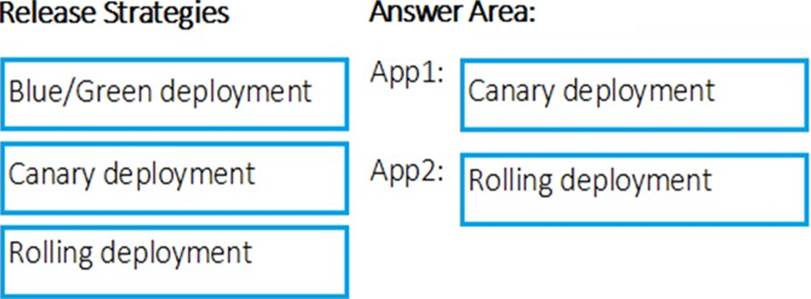 Release Strategies
Blue/Green deployment
Canary deployment
Rolling deployment
Answer Area:
App1: Canary deployment
App2: Rolling deployment